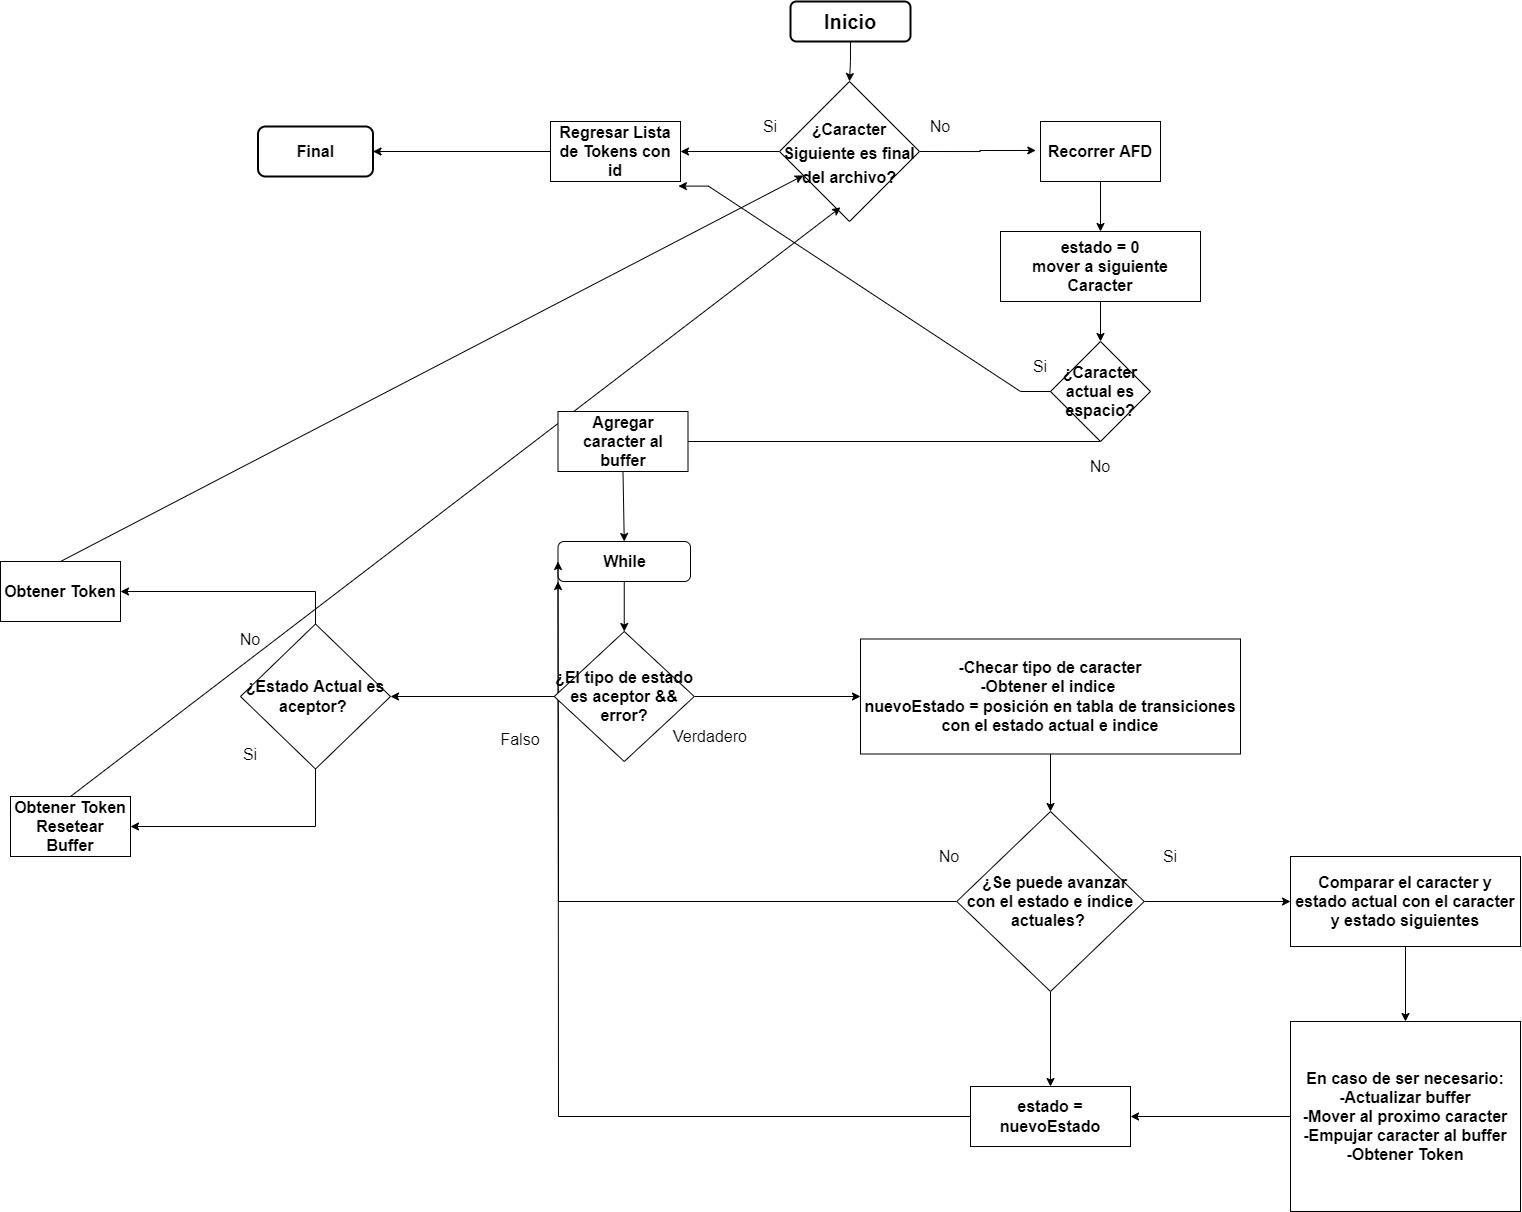 Inicio
Si
¿Caracter
Siguiente es final
del archivo?
No
Regresar Lista
de Tokens con
id
Final
Recorrer AFD
estado = 0
mover a siguiente
Caracter
Si
¿Caracter
actual es
espacio?
No
Agregar
caracter al
buffer
While
Obtener Token
No
¿Estado Actual es
aceptor?
Si
Obtener Token
Resetear
Buffer
¿El tipo de estado
es aceptor &&
error?
Falso
Verdadero
-Checar tipo de caracter
-Obtener el indice
nuevoEstado = posición en tabla de transiciones
con el estado actual e indice
No
¿Se puede avanzar
con el estado e índice
actuales?
Si
Comparar el caracter y
estado actual con el caracter
y estado siguientes
En caso de ser necesario:
-Actualizar buffer
-Mover al proximo caracter
-Empujar caracter al buffer
-Obtener Token
estado =
nuevoEstado